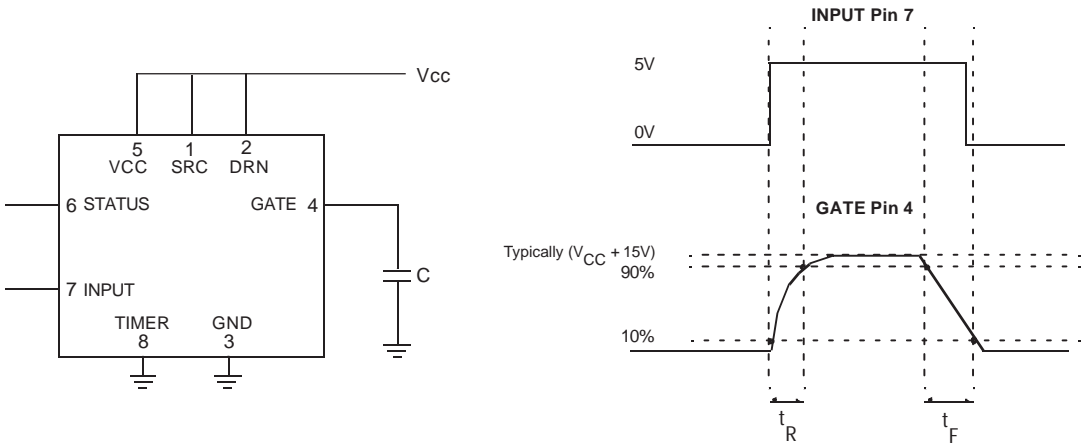 Vcc
5 1 2
VCC SRC DRN
6 STATUS
GATE 4
C
7 INPUT
TIMER GND
8 3
INPUT Pin 7
5V
0V
GATE Pin 4
Typically (VCC + 15V)
90%
10%
tR
tF